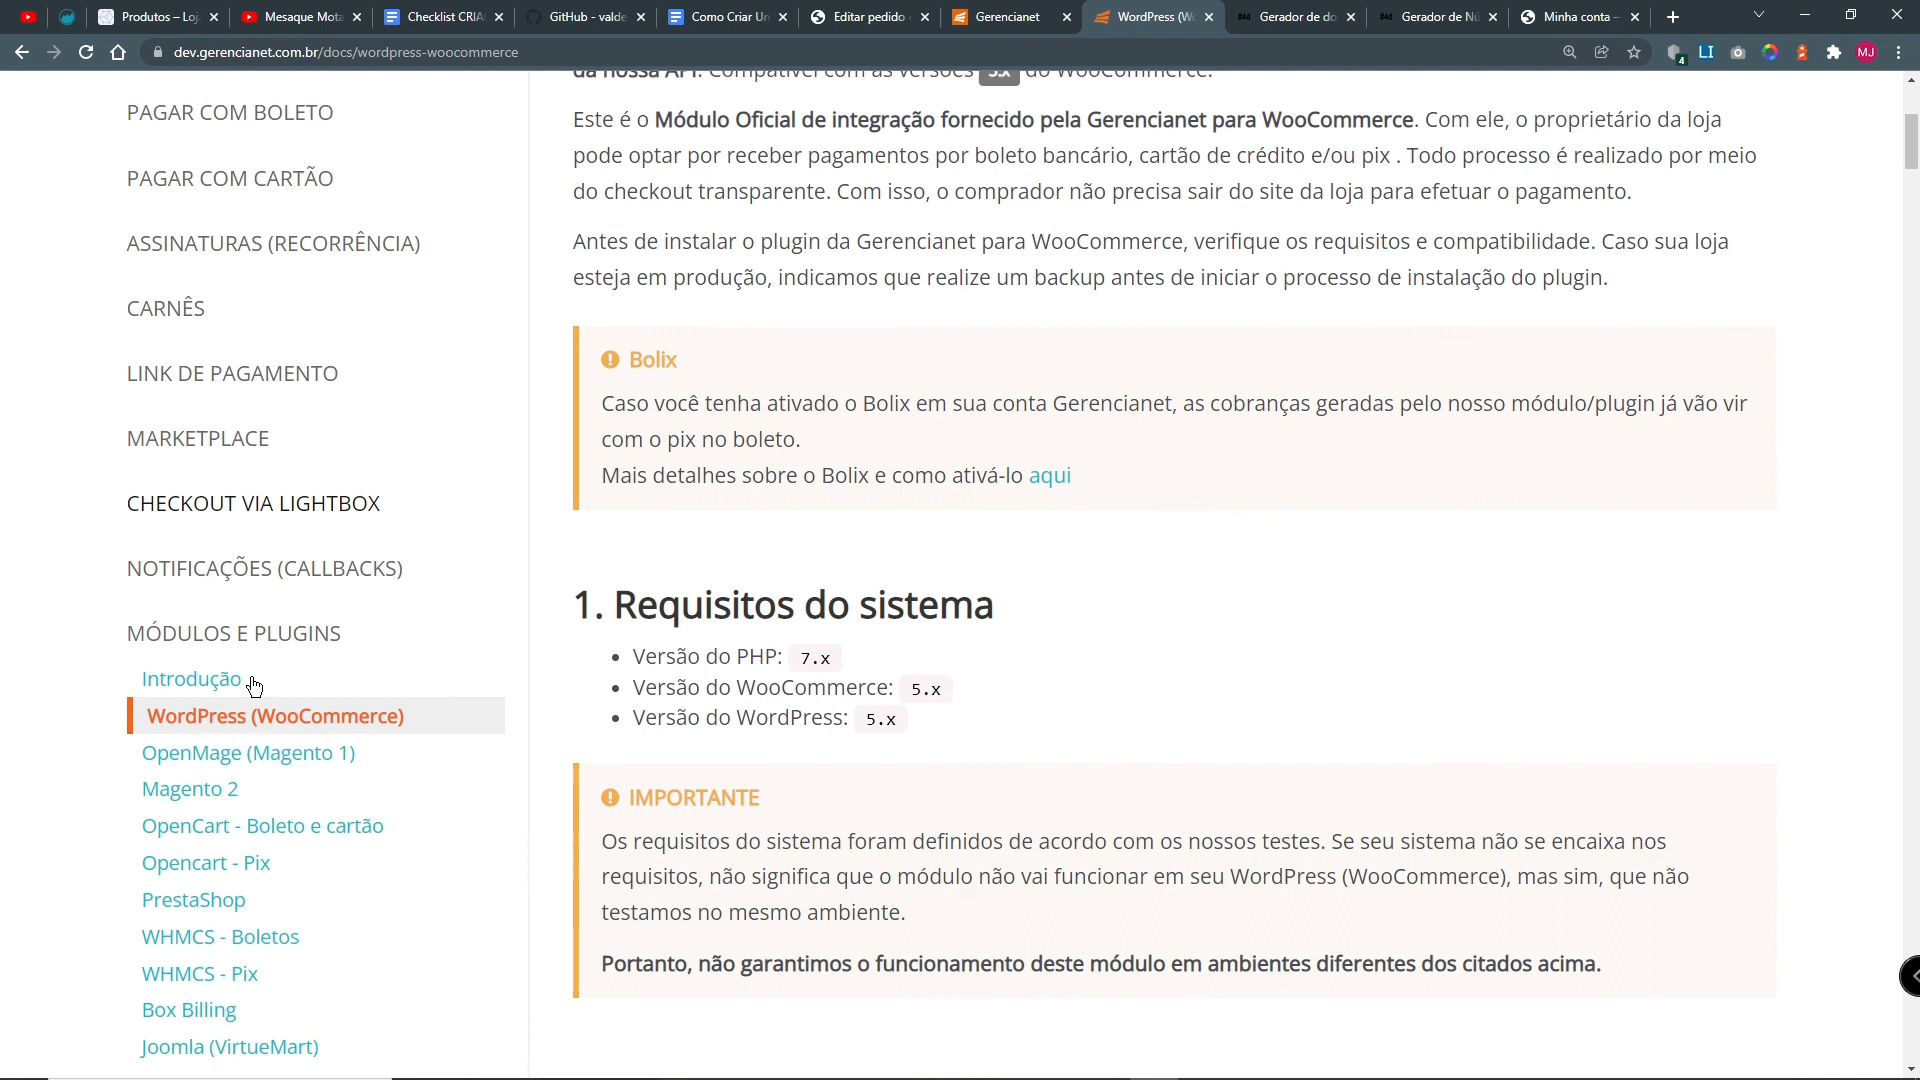 Produtos – Loj
Mesaque Mota
Checklist CRIA
GitHub - valde
Como Criar Um
Editar pedido
Gerencianet
WordPress (W
Gerador de do
Gerador de Nú
Minha conta –
dev.gerencianet.com.br/docs/wordpress-woocommerce
4
LI
MJ
PAGAR COM BOLETO
PAGAR COM CARTÃO
ASSINATURAS (RECORRÊNCIA)
CARNÊS
LINK DE PAGAMENTO
MARKETPLACE
CHECKOUT VIA LIGHTBOX
NOTIFICAÇÕES (CALLBACKS)
MÓDULOS E PLUGINS
Introdução
WordPress (WooCommerce)
OpenMage (Magento 1)
Magento 2
OpenCart - Boleto e cartão
Opencart - Pix
PrestaShop
WHMCS - Boletos
WHMCS - Pix
Box Billing
Joomla (VirtueMart)
da nossa API. Compatível com as versões 5.x do WooCommerce.
Este é o Módulo Oficial de integração fornecido pela Gerencianet para WooCommerce. Com ele, o proprietário da loja
pode optar por receber pagamentos por boleto bancário, cartão de crédito e/ou pix . Todo processo é realizado por meio
do checkout transparente. Com isso, o comprador não precisa sair do site da loja para efetuar o pagamento.
Antes de instalar o plugin da Gerencianet para WooCommerce, verifique os requisitos e compatibilidade. Caso sua loja
esteja em produção, indicamos que realize um backup antes de iniciar o processo de instalação do plugin.
Bolix
Caso você tenha ativado o Bolix em sua conta Gerencianet, as cobranças geradas pelo nosso módulo/plugin já vão vir
com o pix no boleto.
Mais detalhes sobre o Bolix e como ativá-lo aqui
1. Requisitos do sistema
Versão do PHP: 7.x
Versão do WooCommerce: 5.x
Versão do WordPress: 5.x
IMPORTANTE
Os requisitos do sistema foram definidos de acordo com os nossos testes. Se seu sistema não se encaixa nos
requisitos, não significa que o módulo não vai funcionar em seu WordPress (WooCommerce), mas sim, que não
testamos no mesmo ambiente.
Portanto, não garantimos o funcionamento deste módulo em ambientes diferentes dos citados acima.